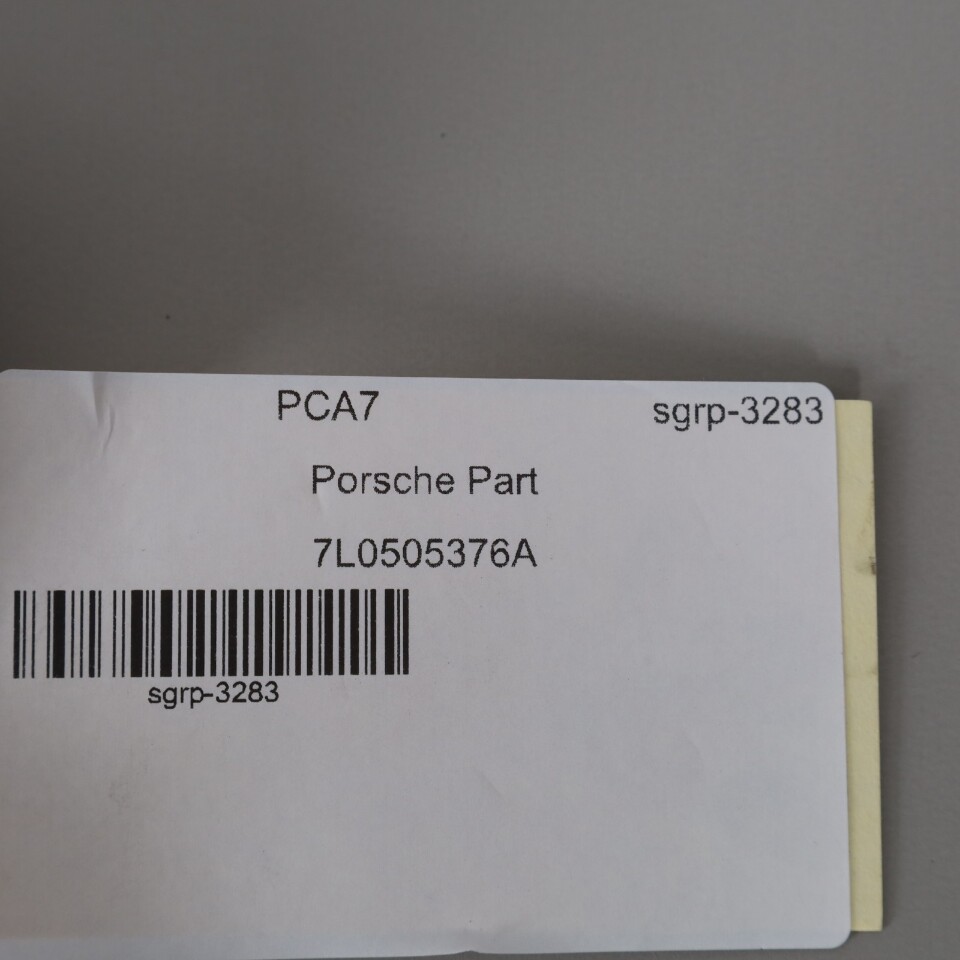 PCA7 sgrp-3283
Porsche Part
7L0505376A
sgrp-3283